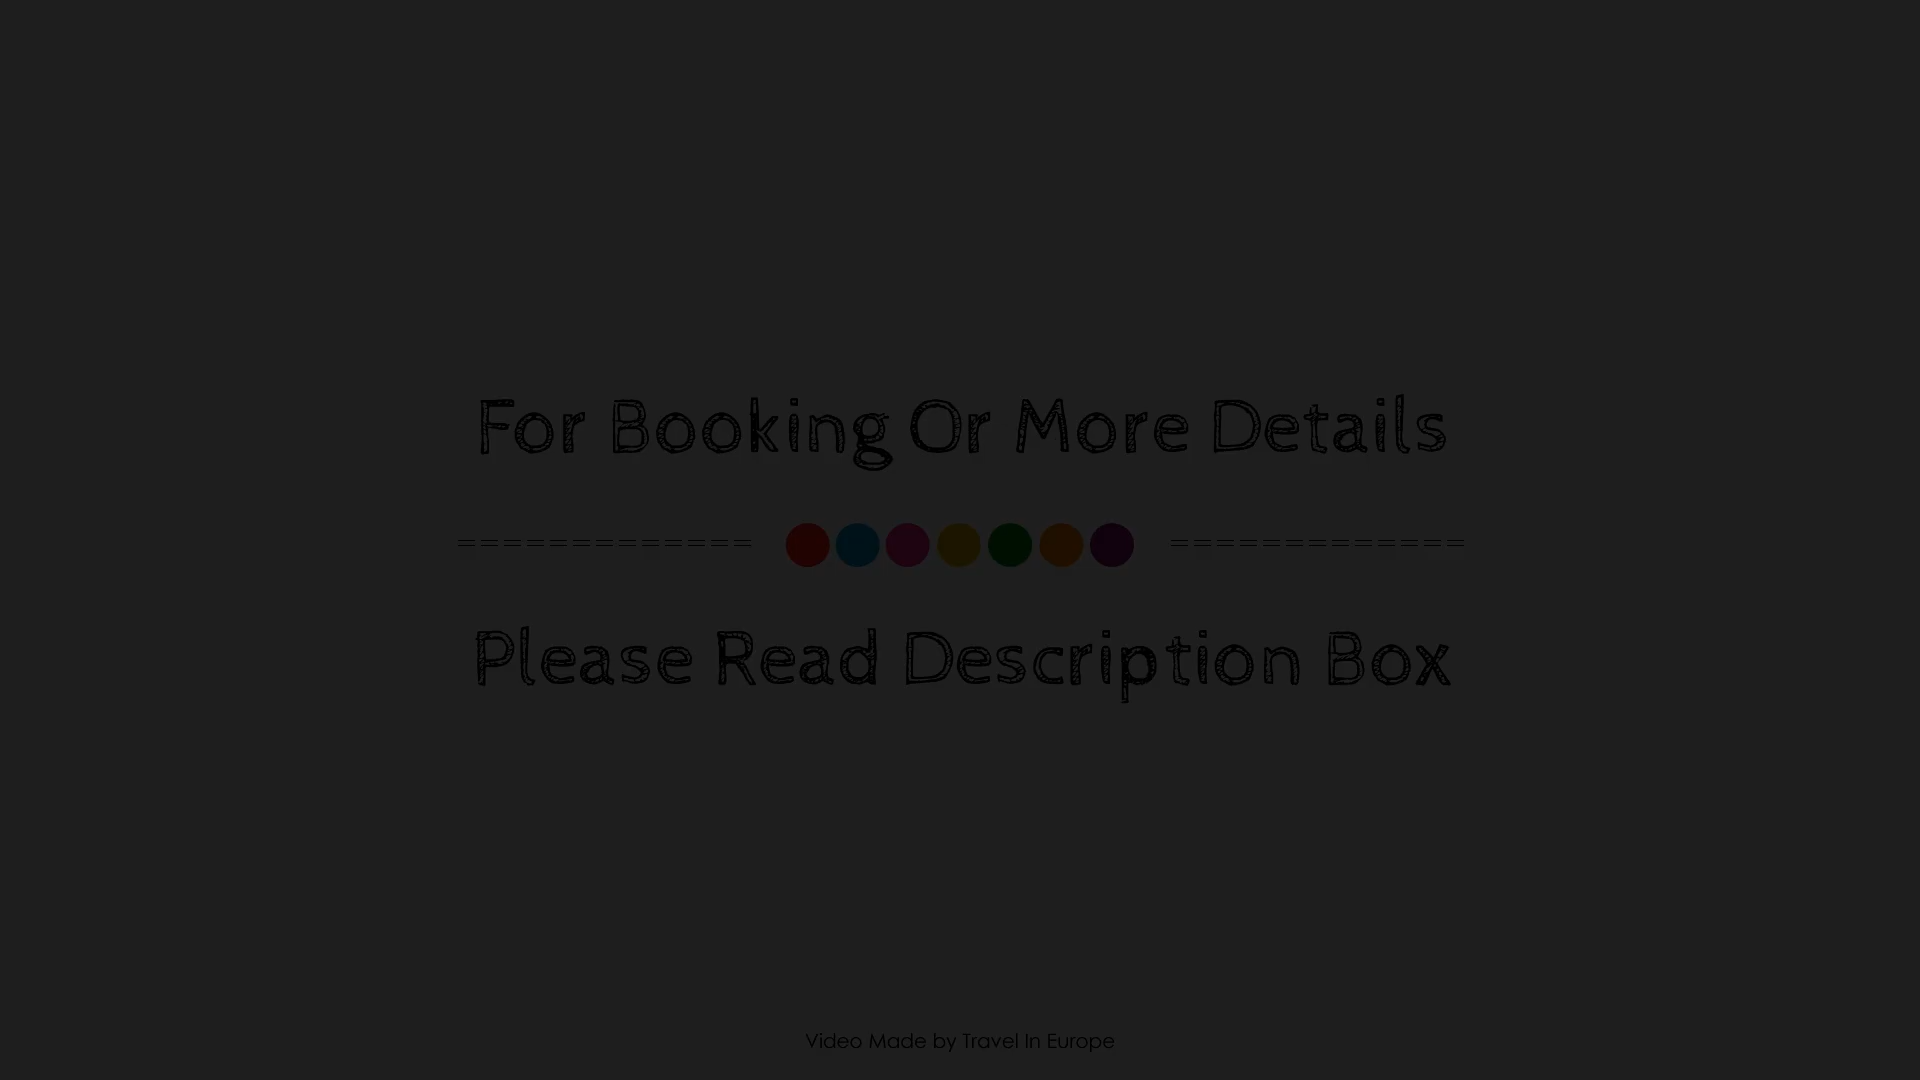 For Booking Or More Details
============= =============
Please Read Description Box
Video Made by Travel In Europe